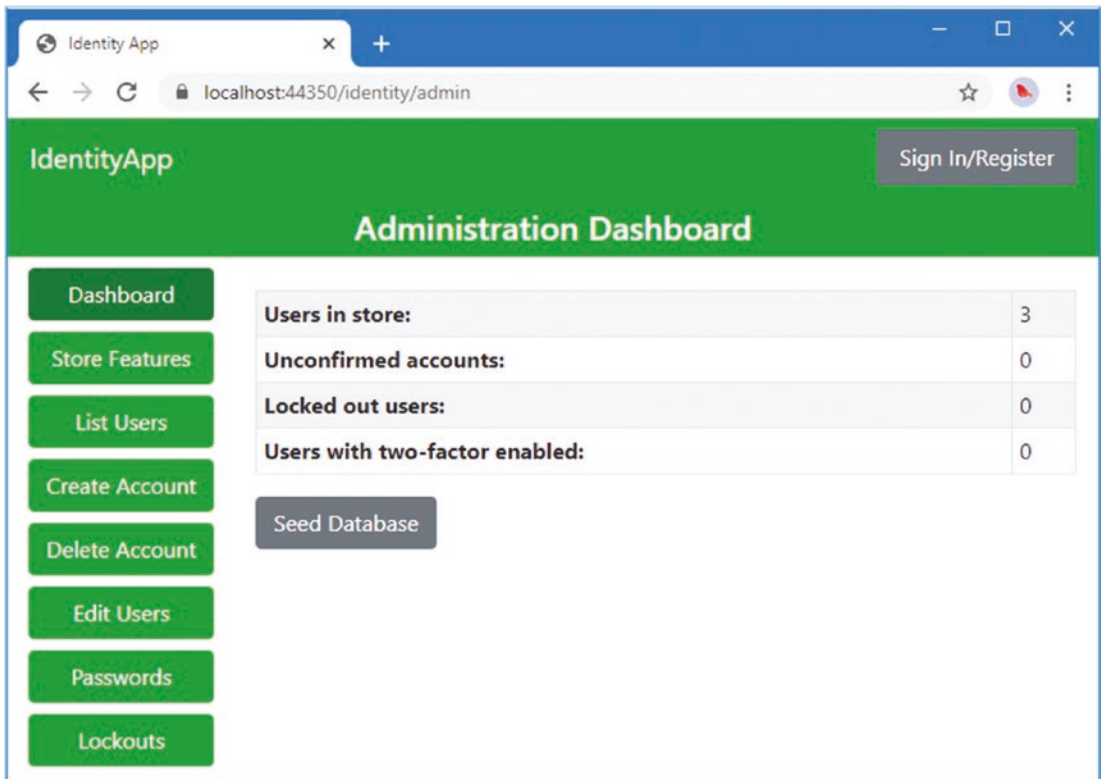 Identity App
localhost:44350/identity/admin
IdentityApp
Sign In/Register
Administration Dashboard
Dashboard
Store Features
List Users
Create Account
Delete Account
Edit Users
Passwords
Lockouts
Users in store: 3
Unconfirmed accounts: 0
Locked out users: 0
Users with two-factor enabled: 0
Seed Database